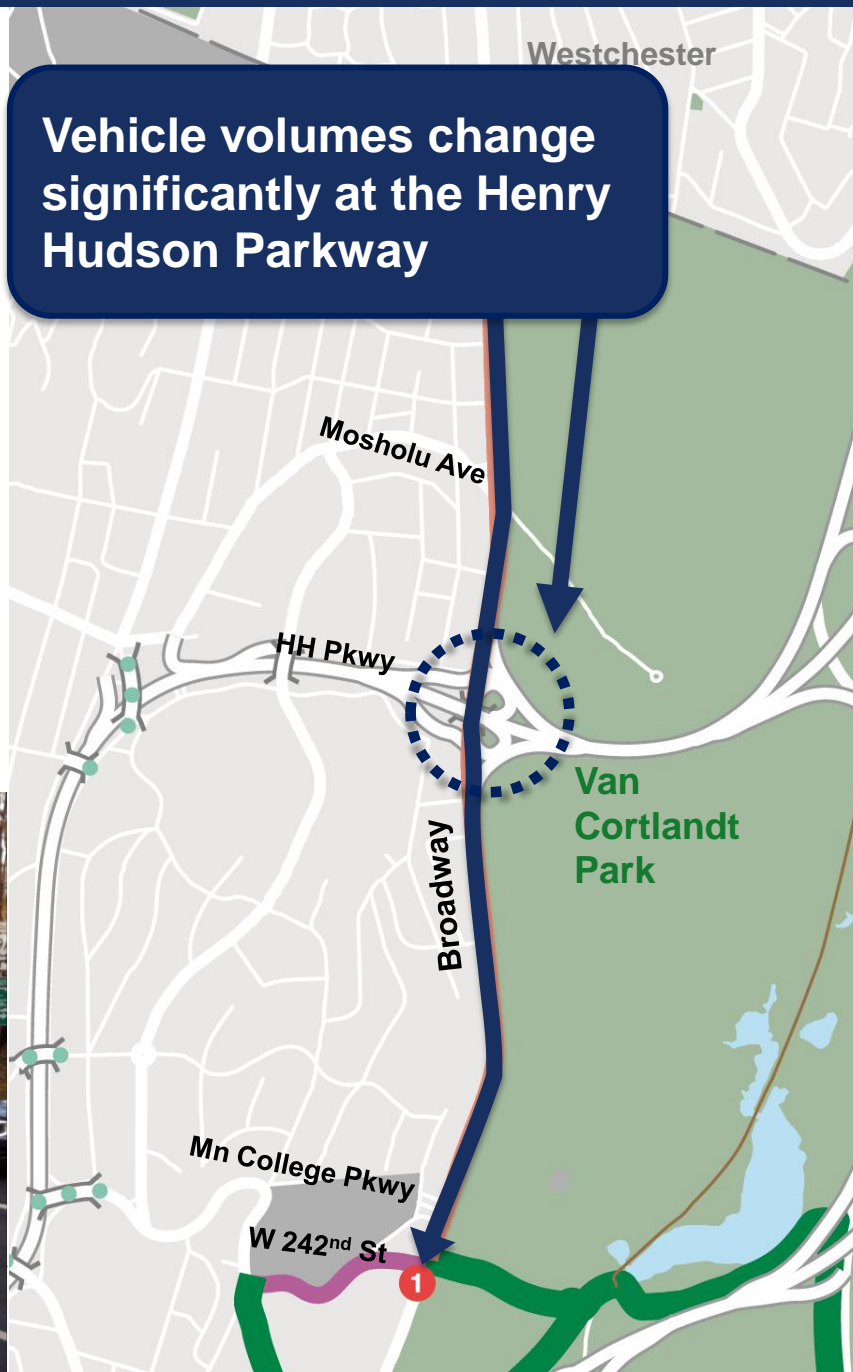 Westchester
Vehicle volumes change
significantly at the Henry
Hudson Parkway
Mosholu Ave
HH Pkwy
Van
Cortlandt
Park
Broadway
Mn College Pkwy
W 242nd St
1